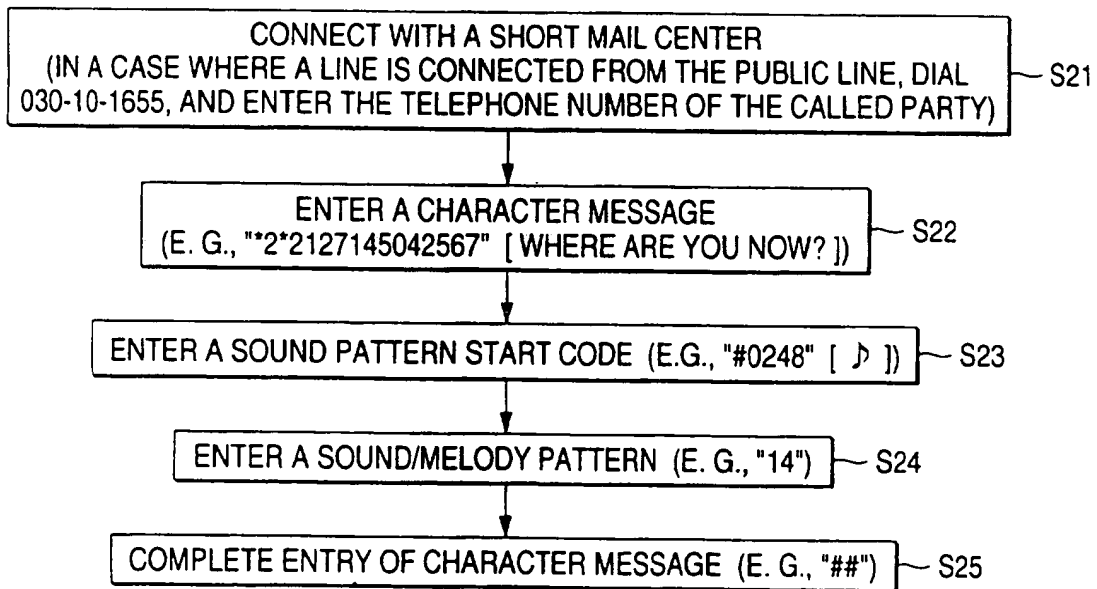 CONNECT WITH A SHORT MAIL CENTER
(IN A CASE WHERE A LINE IS CONNECTED FROM THE PUBLIC LINE, DIAL
030-10-1655, AND ENTER THE TELEPHONE NUMBER OF THE CALLED PARTY)
S21
ENTER A CHARACTER MESSAGE
(E. G., "*2*2127145042567" [ WHERE ARE YOU NOW? ])
S22
ENTER A SOUND PATTERN START CODE (E.G., "#0248" [ ♪ ])
S23
ENTER A SOUND/MELODY PATTERN (E. G., "14")
S24
COMPLETE ENTRY OF CHARACTER MESSAGE (E. G., "##")
S25